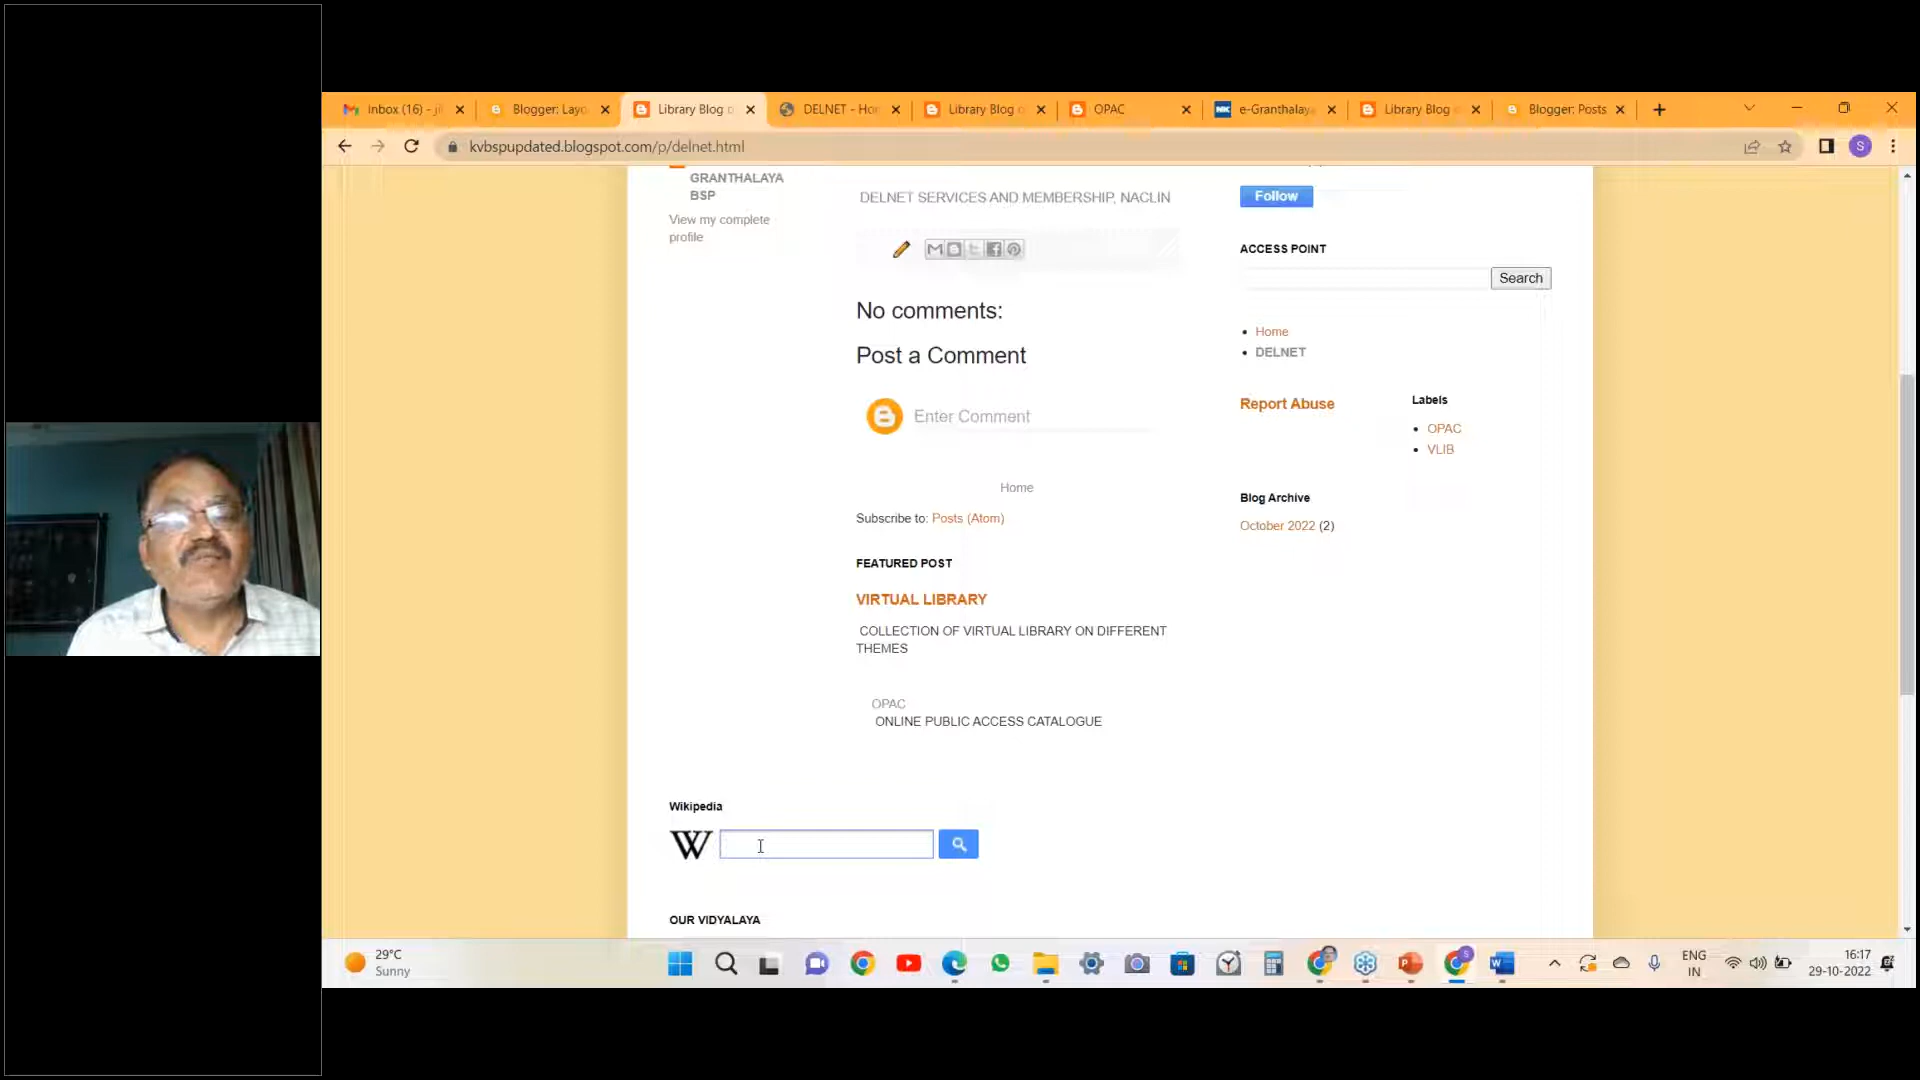 Inbox (16) - ji
Blogger: Layo
Library Blog o
DELNET - Hom
Library Blog o
OPAC
e-Granthalaya
Library Blog o
Blogger: Posts
kvbspupdated.blogspot.com/p/delnet.html
S
GRANTHALAYA
BSP
View my complete
profile
DELNET SERVICES AND MEMBERSHIP, NACLIN
No comments:
Post a Comment
Enter Comment
Home
Subscribe to: Posts (Atom)
FEATURED POST
VIRTUAL LIBRARY
COLLECTION OF VIRTUAL LIBRARY ON DIFFERENT
THEMES
OPAC
ONLINE PUBLIC ACCESS CATALOGUE
Follow
ACCESS POINT
Search
Home
DELNET
Report Abuse
Labels
OPAC
VLIB
Blog Archive
October 2022 (2)
Wikipedia
W
OUR VIDYALAYA
29°C
Sunny
ENG
IN
16:17
29-10-2022